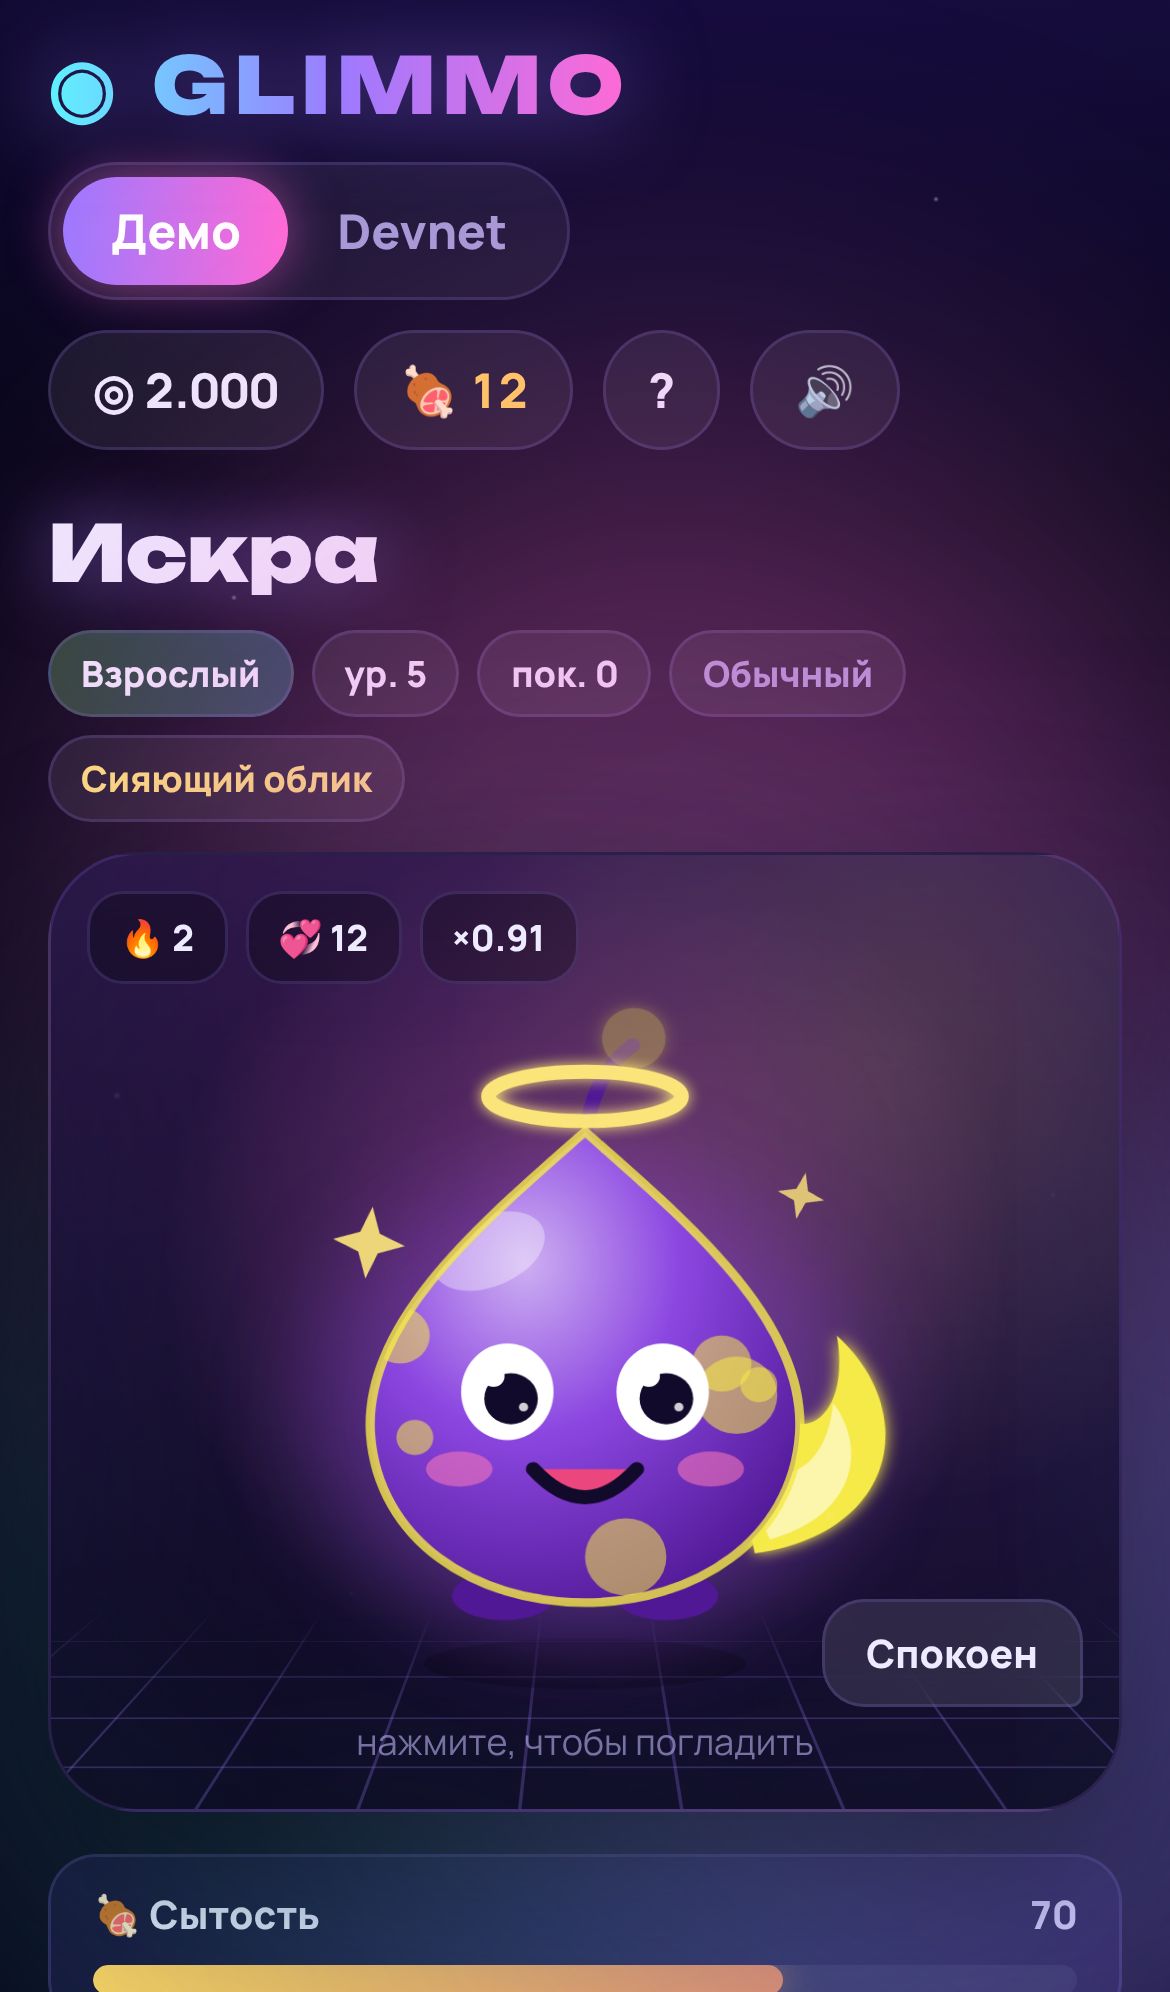 GLIMMO
Демо Devnet
2.000 12 ?
Искра
Взрослый ур. 5 пок. 0 Обычный
Сияющий облик
2 12 ×0.91
Спокоен
нажмите, чтобы погладить
Сытость 70